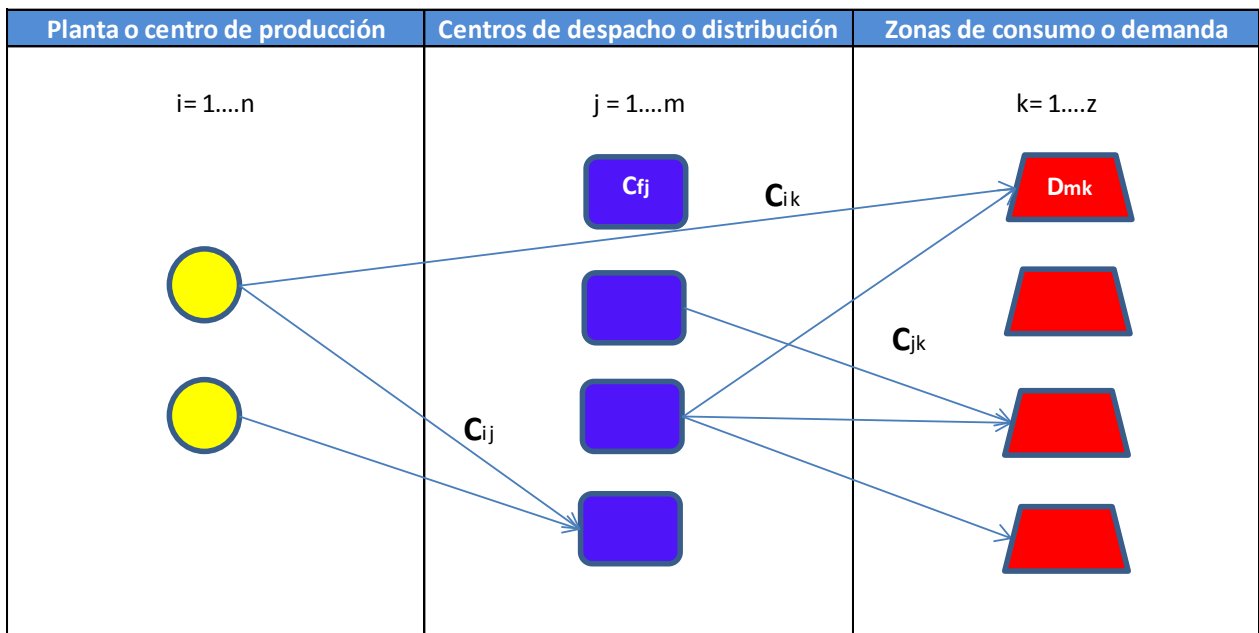 Planta o centro de producción
Centros de despacho o distribución
Zonas de consumo o demanda
i= 1....n
j = 1....m
k= 1....z
Cfj
Cik
Dmk
Cjk
Cij